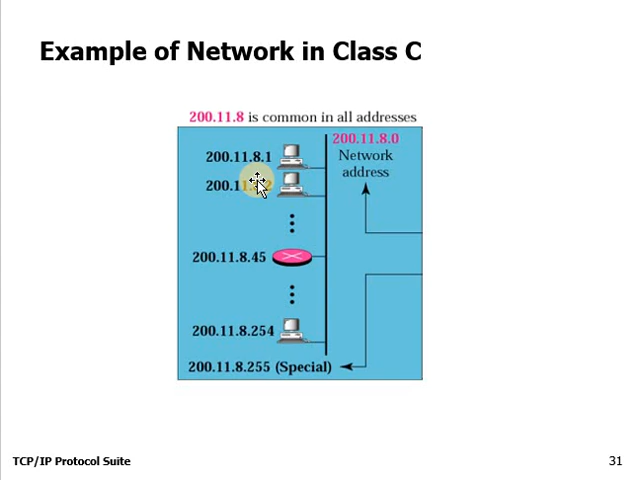 Example of Network in Class C
200.11.8 is common in all addresses
200.11.8.0
Network
address
200.11.8.1
200.11.8.2
200.11.8.45
200.11.8.254
200.11.8.255 (Special)
TCP/IP Protocol Suite
31